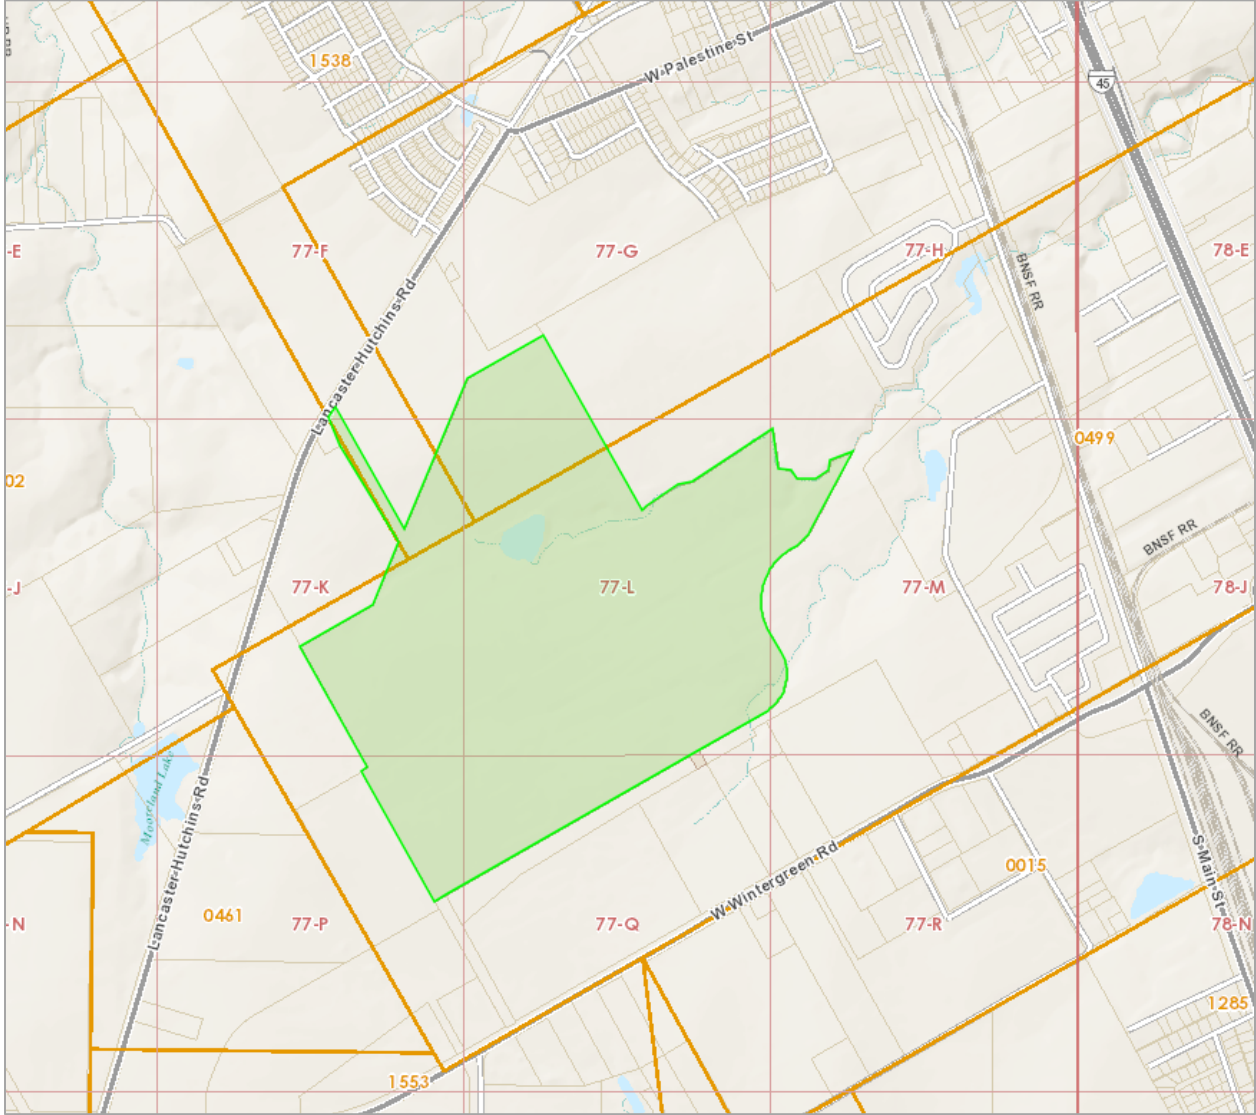 W Palestine St
1538
45
-E
77-F
77-G
77-H
78-E
BNSF RR
Lancaster-Hutchins-Rd
0499
02
BNSF RR
-J
77-K
77-L
77-M
78-J
BNSF RR
Mooreland Lake
Lancaster-Hutchins-Rd
W Wintergreen Rd
S-Main-St
0015
0461
-N
77-P
77-Q
77-R
78-N
1285
1553